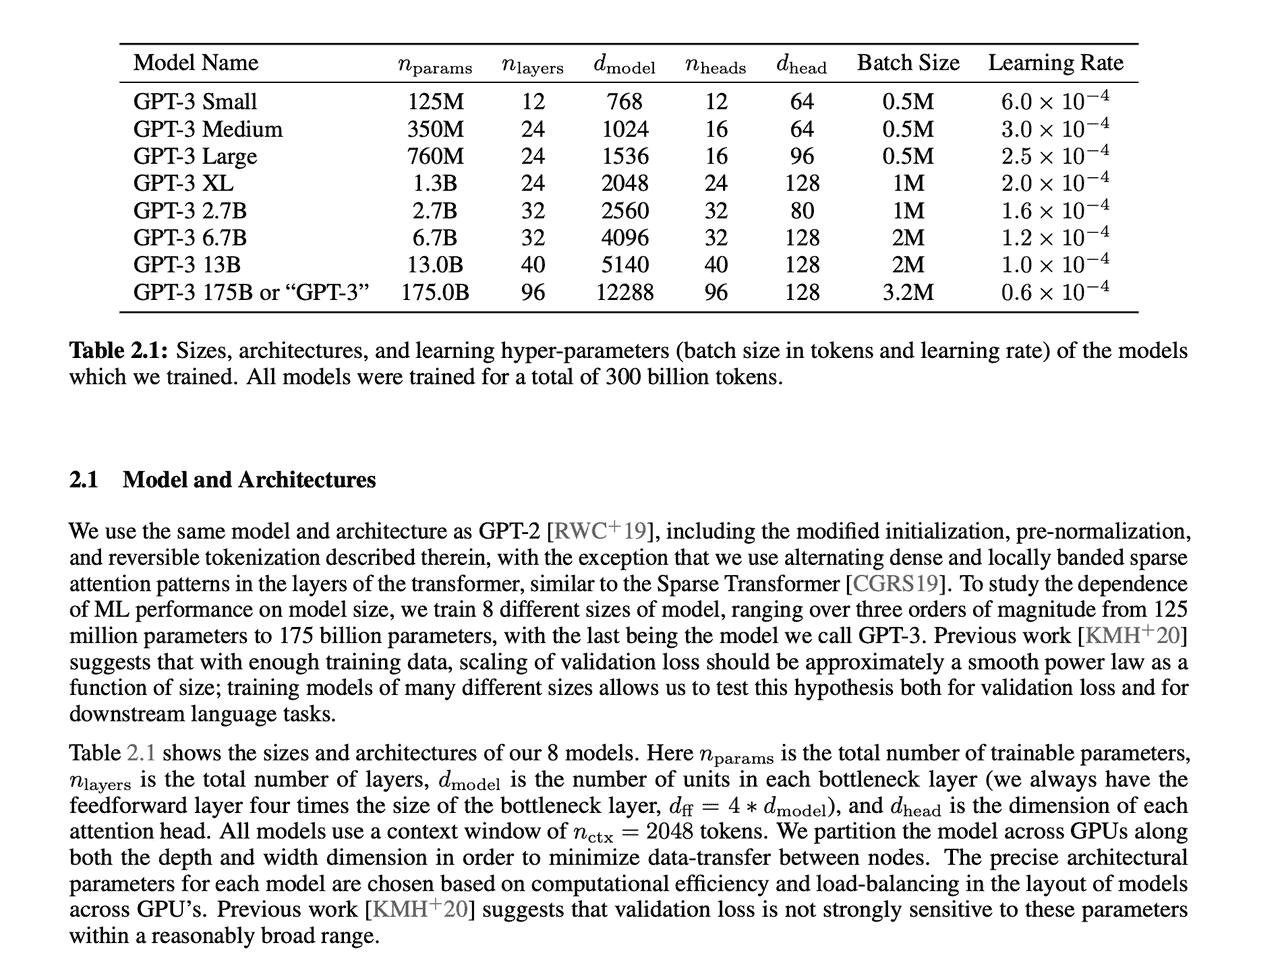 Model Name n_params n_layers d_model n_heads d_head Batch Size Learning Rate
GPT-3 Small 125M 12 768 12 64 0.5M 6.0 × 10⁻⁴
GPT-3 Medium 350M 24 1024 16 64 0.5M 3.0 × 10⁻⁴
GPT-3 Large 760M 24 1536 16 96 0.5M 2.5 × 10⁻⁴
GPT-3 XL 1.3B 24 2048 24 128 1M 2.0 × 10⁻⁴
GPT-3 2.7B 2.7B 32 2560 32 80 1M 1.6 × 10⁻⁴
GPT-3 6.7B 6.7B 32 4096 32 128 2M 1.2 × 10⁻⁴
GPT-3 13B 13.0B 40 5140 40 128 2M 1.0 × 10⁻⁴
GPT-3 175B or “GPT-3” 175.0B 96 12288 96 128 3.2M 0.6 × 10⁻⁴
Table 2.1: Sizes, architectures, and learning hyper-parameters (batch size in tokens and learning rate) of the models
which we trained. All models were trained for a total of 300 billion tokens.
2.1 Model and Architectures
We use the same model and architecture as GPT-2 [RWC⁺19], including the modified initialization, pre-normalization,
and reversible tokenization described therein, with the exception that we use alternating dense and locally banded sparse
attention patterns in the layers of the transformer, similar to the Sparse Transformer [CGRS19]. To study the dependence
of ML performance on model size, we train 8 different sizes of model, ranging over three orders of magnitude from 125
million parameters to 175 billion parameters, with the last being the model we call GPT-3. Previous work [KMH⁺20]
suggests that with enough training data, scaling of validation loss should be approximately a smooth power law as a
function of size; training models of many different sizes allows us to test this hypothesis both for validation loss and for
downstream language tasks.
Table 2.1 shows the sizes and architectures of our 8 models. Here n_params is the total number of trainable parameters,
n_layers is the total number of layers, d_model is the number of units in each bottleneck layer (we always have the
feedforward layer four times the size of the bottleneck layer, d_ff = 4 ∗ d_model), and d_head is the dimension of each
attention head. All models use a context window of n_ctx = 2048 tokens. We partition the model across GPUs along
both the depth and width dimension in order to minimize data-transfer between nodes. The precise architectural
parameters for each model are chosen based on computational efficiency and load-balancing in the layout of models
across GPU’s. Previous work [KMH⁺20] suggests that validation loss is not strongly sensitive to these parameters
within a reasonably broad range.